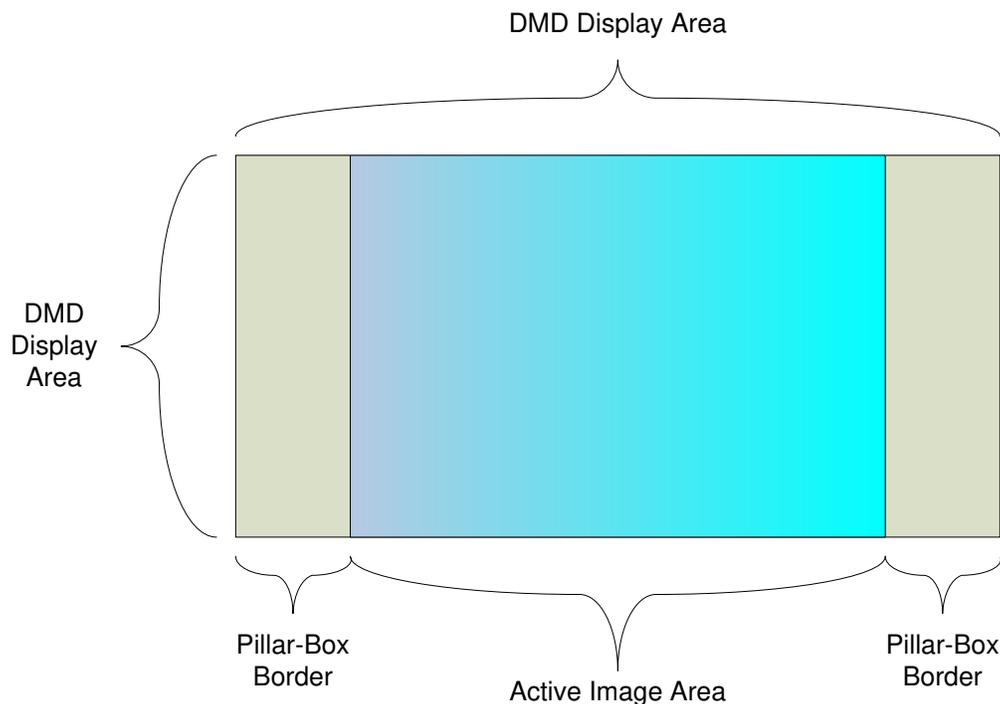 DMD Display Area
DMD
Display
Area
Pillar-Box
Border
Active Image Area
Pillar-Box
Border